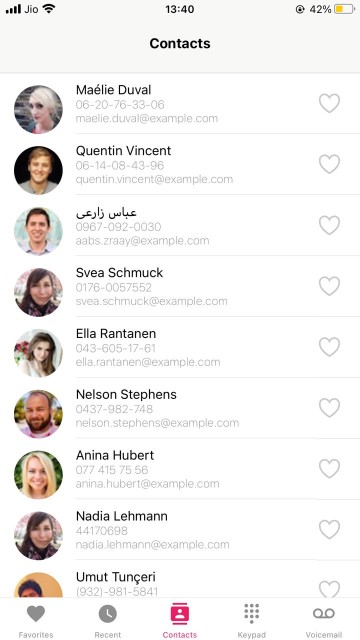 Jio
13:40
42%
Contacts
Maélie Duval
06-20-76-33-06
maelie.duval@example.com
Quentin Vincent
06-14-08-43-96
quentin.vincent@example.com
عباس زارعی
0967-092-0030
aabs.zraay@example.com
Svea Schmuck
0176-0057552
svea.schmuck@example.com
Ella Rantanen
043-605-17-61
ella.rantanen@example.com
Nelson Stephens
0437-982-748
nelson.stephens@example.com
Anina Hubert
077 415 75 56
anina.hubert@example.com
Nadia Lehmann
44170698
nadia.lehmann@example.com
Umut Tunçeri
(932)-981-5841
Favorites
Recent
Contacts
Keypad
Voicemail